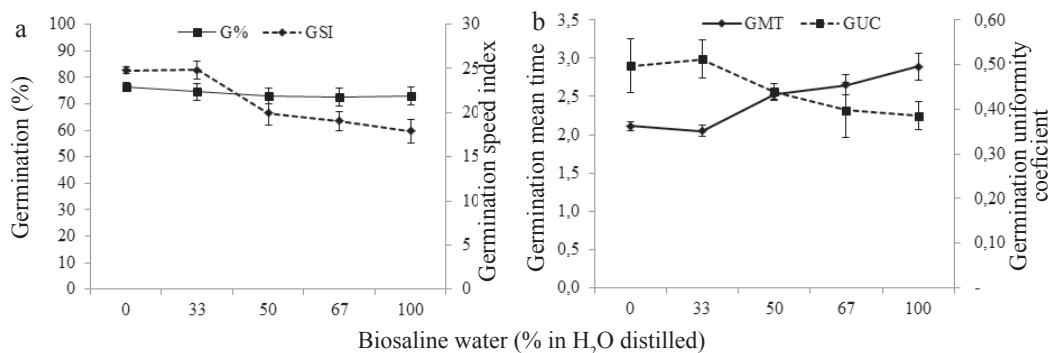 a
G%
GSI
Germination (%)
100
90
80
70
60
50
40
30
20
10
0
30
25
20
15
10
5
0
Germination speed index
0 33 50 67 100
b
GMT
GUC
Germination mean time
3,5
3,0
2,5
2,0
1,5
1,0
0,5
0,0
0,60
0,50
0,40
0,30
0,20
0,10
-
Germination uniformity
coeficient
0 33 50 67 100
Biosaline water (% in H₂O distilled)